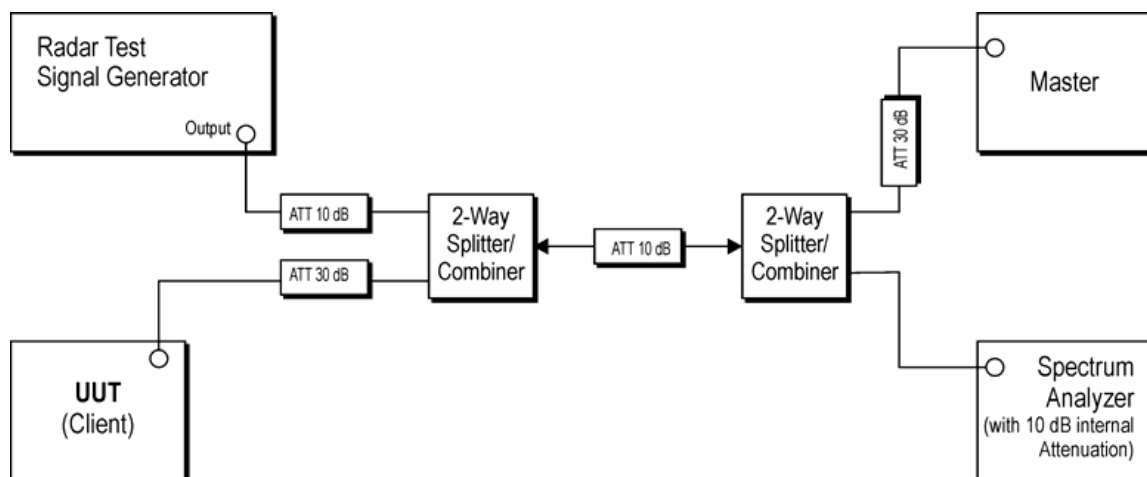 Radar Test
Signal Generator
Output
ATT 10 dB
2-Way
Splitter/
Combiner
ATT 30 dB
ATT 10 dB
2-Way
Splitter/
Combiner
ATT 30 dB
Master
UUT
(Client)
Spectrum
Analyzer
(with 10 dB internal
Attenuation)